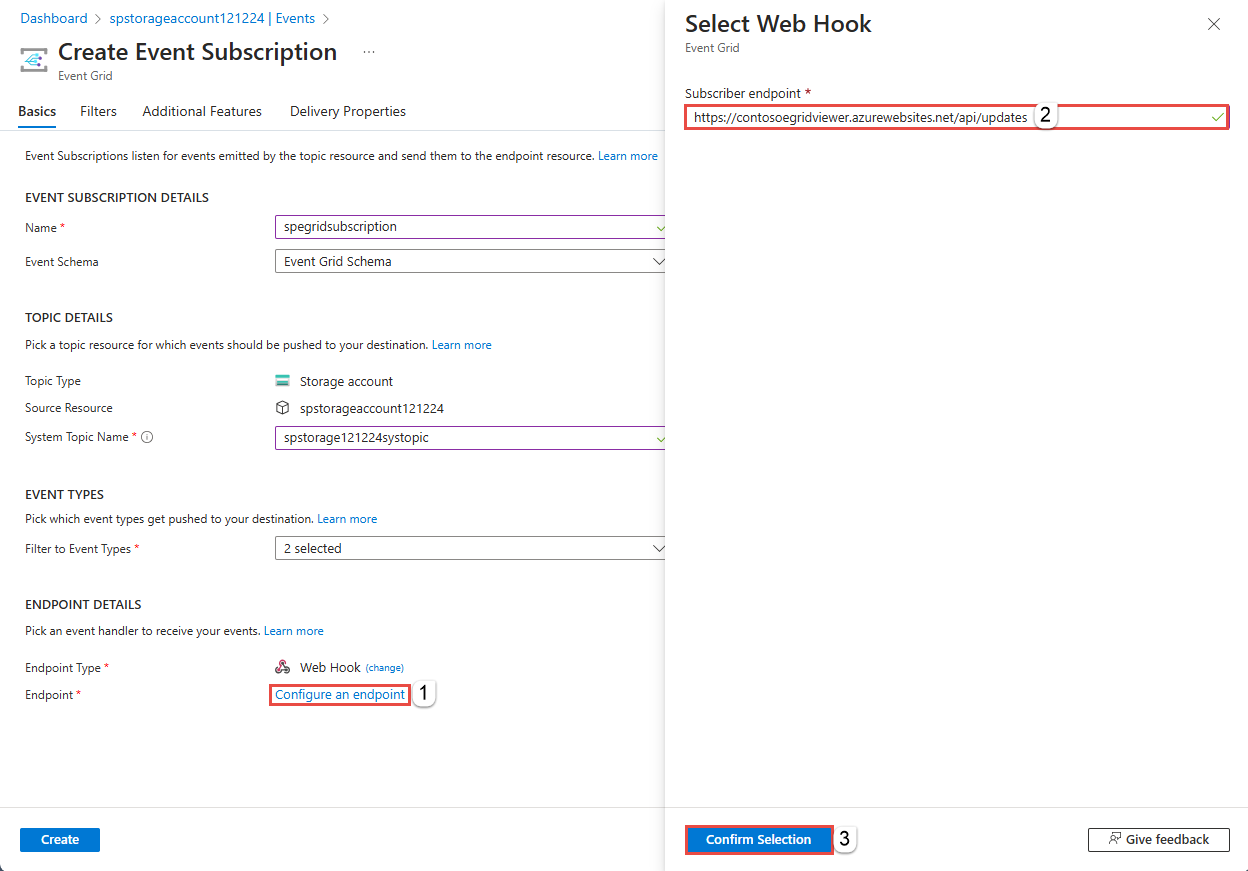 Dashboard > spstorageaccount121224 | Events >
Create Event Subscription ...
Event Grid
Basics Filters Additional Features Delivery Properties
Event Subscriptions listen for events emitted by the topic resource and send them to the endpoint resource. Learn more
EVENT SUBSCRIPTION DETAILS
Name * spegridsubscription
Event Schema Event Grid Schema
TOPIC DETAILS
Pick a topic resource for which events should be pushed to your destination. Learn more
Topic Type Storage account
Source Resource spstorageaccount121224
System Topic Name * spstorage121224systopic
EVENT TYPES
Pick which event types get pushed to your destination. Learn more
Filter to Event Types * 2 selected
ENDPOINT DETAILS
Pick an event handler to receive your events. Learn more
Endpoint Type * Web Hook (change)
Endpoint * Configure an endpoint 1
Create
Select Web Hook
Event Grid
Subscriber endpoint *
https://contosoegridviewer.azurewebsites.net/api/updates 2
Confirm Selection 3
Give feedback